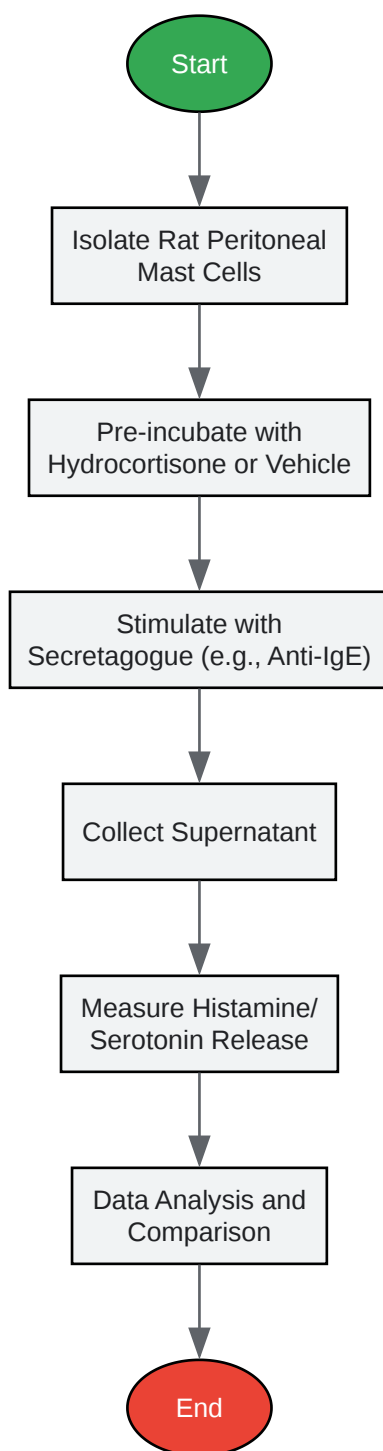 Start
Isolate Rat Peritoneal
Mast Cells
Pre-incubate with
Hydrocortisone or Vehicle
Stimulate with
Secretagogue (e.g., Anti-IgE)
Collect Supernatant
Measure Histamine/
Serotonin Release
Data Analysis and
Comparison
End